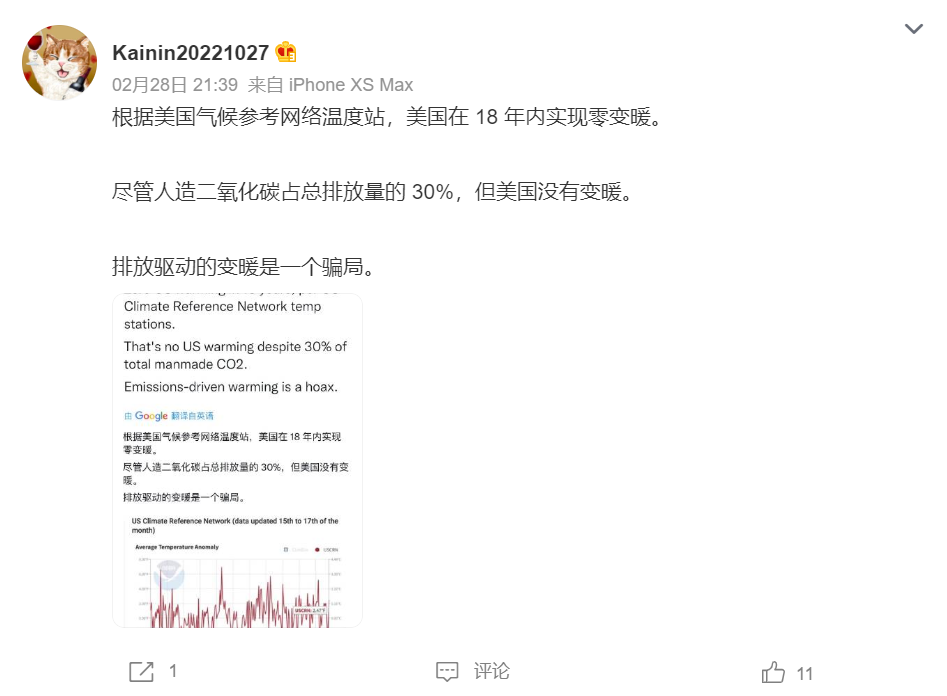 Kainin20221027
02月28日 21:39 来自 iPhone XS Max
根据美国气候参考网络温度站，美国在 18 年内实现零变暖。
尽管人造二氧化碳占总排放量的 30%，但美国没有变暖。
排放驱动的变暖是一个骗局。
Climate Reference Network temp
stations.
That's no US warming despite 30% of
total manmade CO2.
Emissions-driven warming is a hoax.
由 Google 翻译自英语
根据美国气候参考网络温度站，美国在 18 年内实现
零变暖。
尽管人造二氧化碳占总排放量的 30%，但美国没有变
暖。
排放驱动的变暖是一个骗局。
US Climate Reference Network (data updated 15th to 17th of the
month)
Average Temperature Anomaly
USCRN
1
评论
11